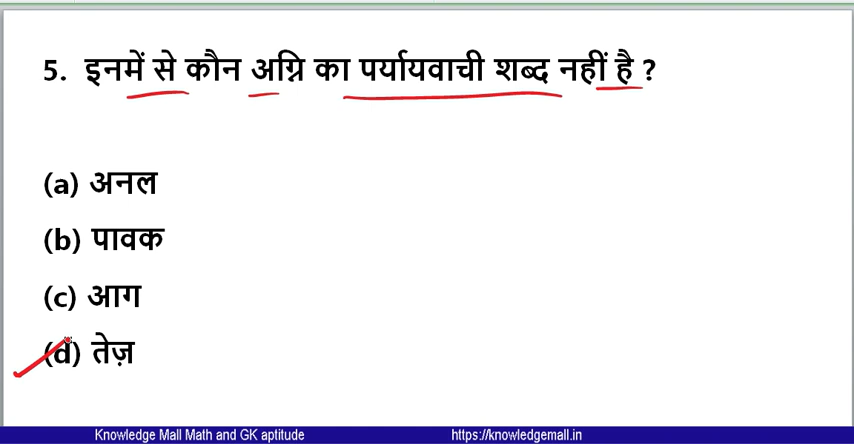 5. इनमें से कौन अग्नि का पर्यायवाची शब्द नहीं है ?
(a) अनल
(b) पावक
(c) आग
(d) तेज़
Knowledge Mall Math and GK aptitude https://knowledgemall.in